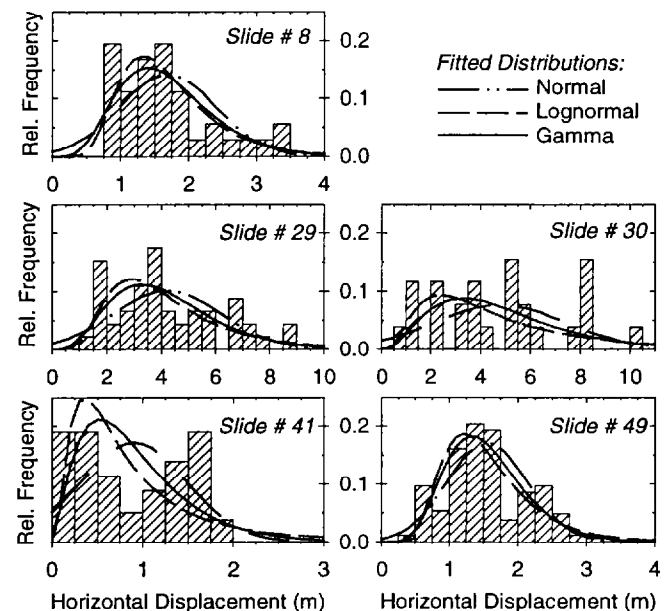 Slide # 8
Rel. Frequency
0.2
0.1
0.0
0 1 2 3 4
Fitted Distributions:
Normal
Lognormal
Gamma
Slide # 29
Rel. Frequency
0 2 4 6 8 10
Slide # 30
0.2
0.1
0.0
0 2 4 6 8 10
Slide # 41
Rel. Frequency
0 1 2 3
Horizontal Displacement (m)
Slide # 49
0.2
0.1
0.0
0 1 2 3 4
Horizontal Displacement (m)